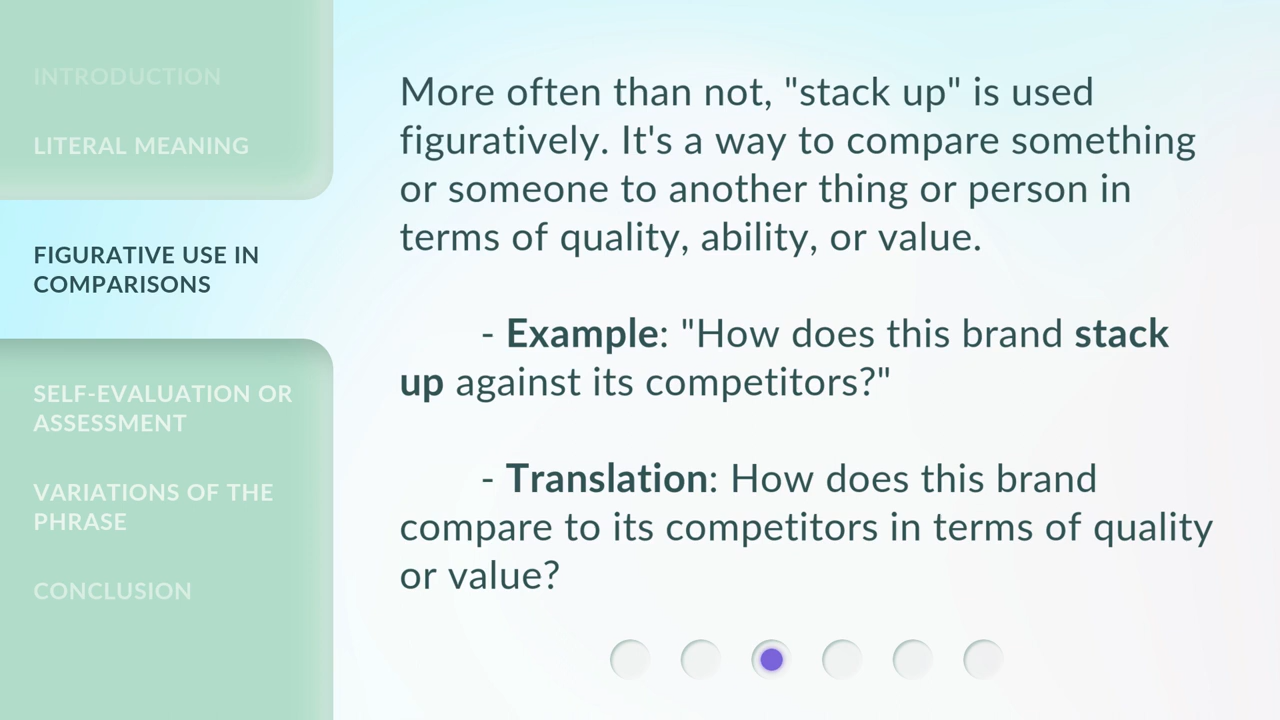 INTRODUCTION
LITERAL MEANING
FIGURATIVE USE IN
COMPARISONS
SELF-EVALUATION OR
ASSESSMENT
VARIATIONS OF THE
PHRASE
CONCLUSION
More often than not, "stack up" is used
figuratively. It's a way to compare something
or someone to another thing or person in
terms of quality, ability, or value.
- Example: "How does this brand stack
up against its competitors?"
- Translation: How does this brand
compare to its competitors in terms of quality
or value?